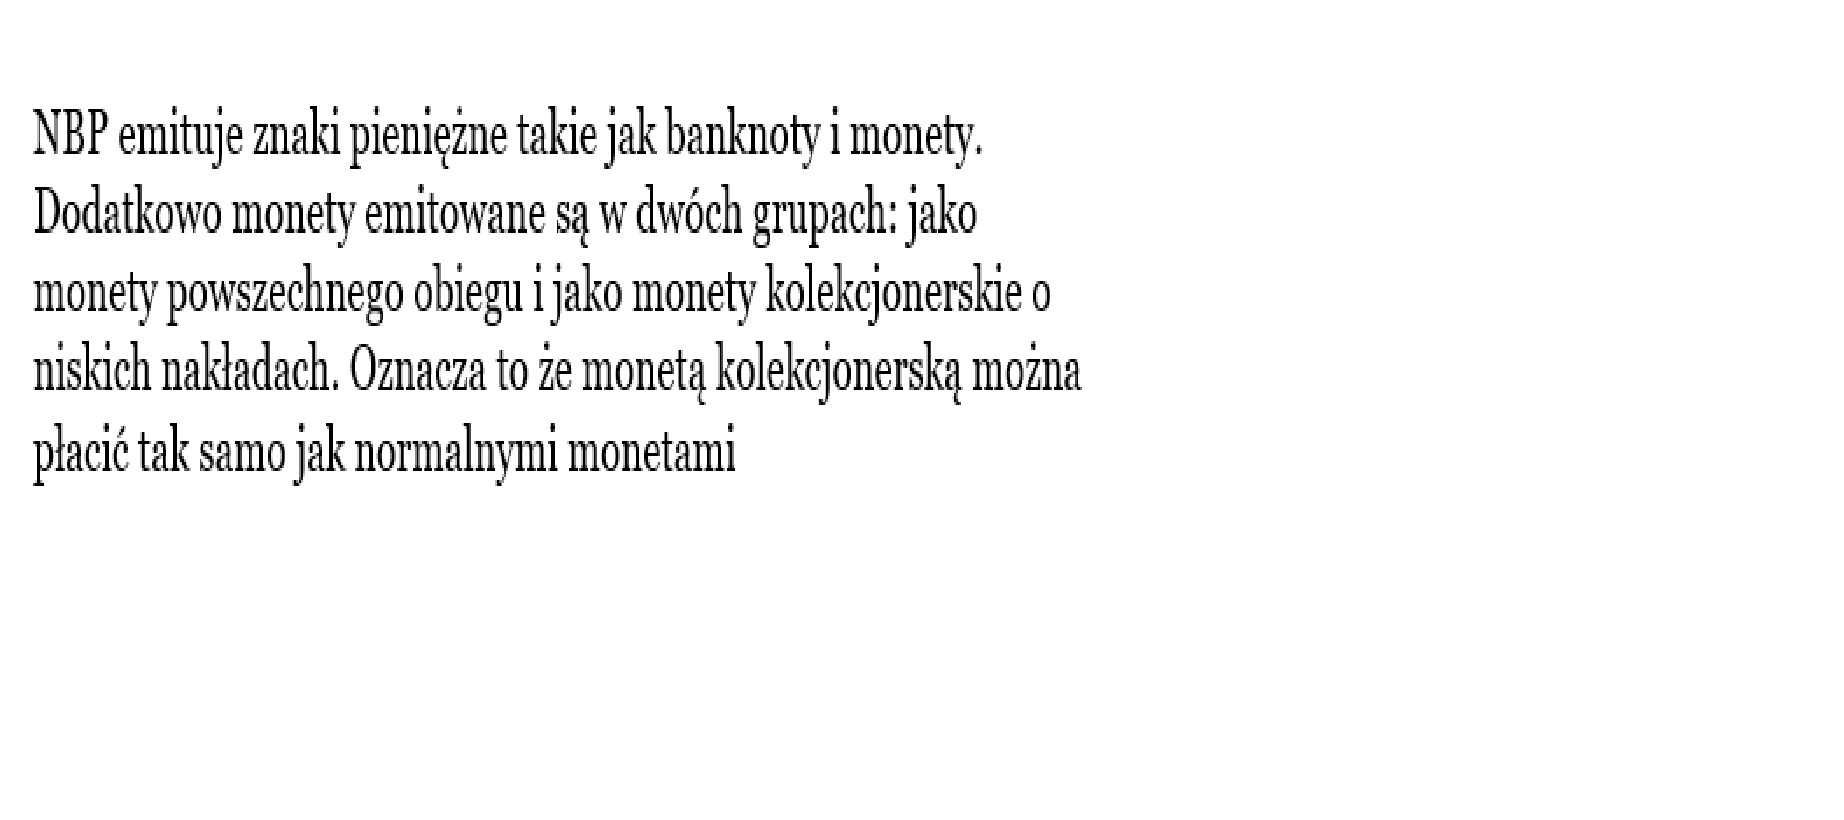 NBP emituje znaki pieniężne takie jak banknoty i monety.
Dodatkowo monety emitowane są w dwóch grupach: jako
monety powszechnego obiegu i jako monety kolekcjonerskie o
niskich nakładach. Oznacza to że monetą kolekcjonerską można
płacić tak samo jak normalnymi monetami